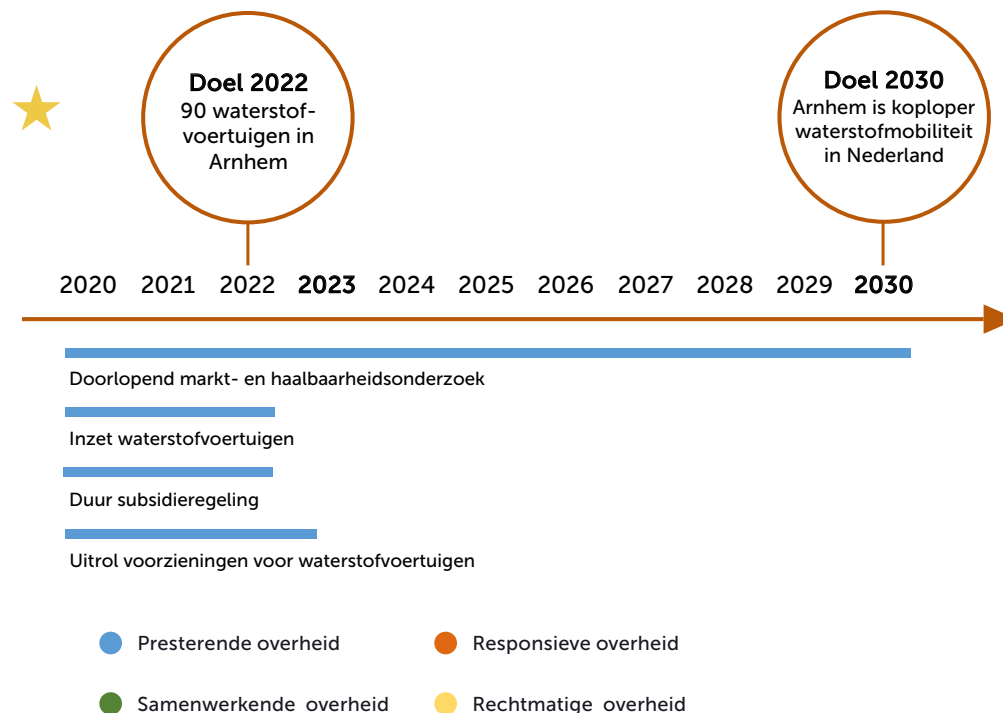 Doel 2022
90 waterstof-
voertuigen in
Arnhem
Doel 2030
Arnhem is koploper
waterstofmobiliteit
in Nederland
2020 2021 2022 2023 2024 2025 2026 2027 2028 2029 2030
Doorlopend markt- en haalbaarheidsonderzoek
Inzet waterstofvoertuigen
Duur subsidieregeling
Uitrol voorzieningen voor waterstofvoertuigen
Presterende overheid
Responsieve overheid
Samenwerkende overheid
Rechtmatige overheid